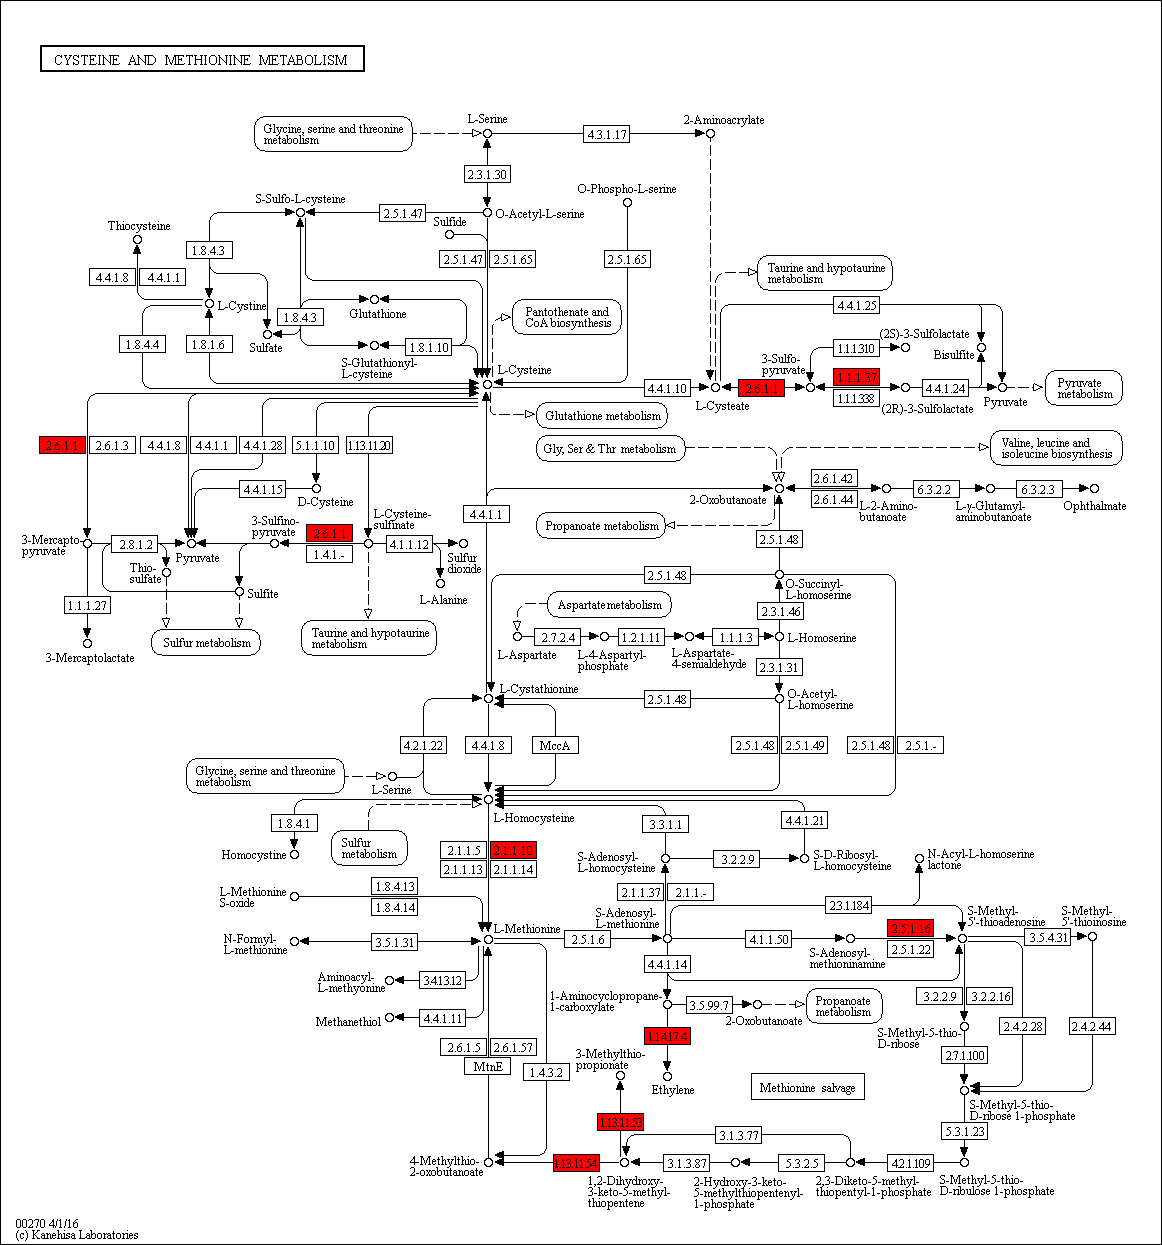 CYSTEINE AND METHIONINE METABOLISM
Glycine, serine and threonine
metabolism
L-Serine
4.3.1.17
2-Aminoacrylate
2.3.1.30
O-Phospho-L-serine
S-Sulfo-L-cysteine
2.5.1.47
O-Acetyl-L-serine
Sulfide
Thiocysteine
1.8.4.3
2.5.1.47
2.5.1.65
2.5.1.65
4.4.1.8
4.4.1.1
Taurine and hypotaurine
metabolism
L-Cystine
1.8.4.3
Glutathione
Pantothenate and
CoA biosynthesis
4.4.1.25
4.4.1.4
1.8.1.6
Sulfate
1.8.1.10
S-Glutathionyl-
L-cysteine
L-Cysteine
(2S)-3-Sulfolactate
1.1.1310
Bisulfite
3-Sulfo-
pyruvate
4.4.1.10
L-Cysteate
2.6.1.1
1.1.1.37
1.1.1338
4.4.1.24
(2R)-3-Sulfolactate
Pyruvate
Pyruvate
metabolism
Glutathione metabolism
2.6.1.1
2.6.1.3
4.4.1.8
4.4.1.1
4.4.1.28
5.1.1.10
1.13.11.20
Gly, Ser & Thr metabolism
Valine, leucine and
isoleucine biosynthesis
4.4.1.15
D-Cysteine
2-Oxobutanoate
2.6.1.42
2.6.1.44
L-2-Amino-
butanoate
6.3.2.2
L-γ-Glutamyl-
aminobutanoate
6.3.2.3
Ophthalmate
4.4.1.1
Propanoate metabolism
3-Mercapto
pyruvate
2.8.1.2
Pyruvate
3-Sulfino-
pyruvate
2.6.1.1
1.4.1.-
L-Cysteine-
sulfinate
4.1.1.12
Sulfur
dioxide
2.5.1.48
Thio-
sulfate
Sulfite
L-Alanine
2.5.1.48
O-Succinyl-
L-homoserine
1.1.1.27
3-Mercaptolactate
Sulfur metabolism
Taurine and hypotaurine
metabolism
Aspartate metabolism
2.3.1.46
L-Aspartate
2.7.2.4
L-4-Aspartyl-
phosphate
1.2.1.11
L-Aspartate-
4-semialdehyde
1.1.1.3
L-Homoserine
2.3.1.31
L-Cystathionine
2.5.1.48
O-Acetyl-
L-homoserine
4.2.1.22
4.4.1.8
MccA
2.5.1.48
2.5.1.49
2.5.1.48
2.5.1.-
Glycine, serine and threonine
metabolism
L-Serine
L-Homocysteine
1.8.4.1
Homocystine
Sulfur
metabolism
3.3.1.1
4.4.1.21
2.1.1.5
2.1.1.10
2.1.1.13
2.1.1.14
S-Adenosyl-
L-homocysteine
3.2.2.9
S-D-Ribosyl-
L-homocysteine
N-Acyl-L-homoserine
lactone
L-Methionine
S-oxide
1.8.4.13
1.8.4.14
2.1.1.37
2.1.1.-
2.3.1.184
N-Formyl-
L-methionine
3.5.1.31
L-Methionine
2.5.1.6
S-Adenosyl-
L-methionine
4.1.1.50
S-Adenosyl-
methioninamine
2.5.1.16
2.5.1.22
S-Methyl-
5'-thioadenosine
3.5.4.31
S-Methyl-
5'-thioinosine
Aminoacyl-
L-methyonine
3.4.13.12
4.4.1.14
3.2.2.9
3.2.2.16
Methanethiol
4.4.1.11
1-Aminocyclopropane-
1-carboxylate
3.5.99.7
2-Oxobutanoate
Propanoate
metabolism
S-Methyl-5-thio-
D-ribose
2.4.2.28
2.4.2.44
2.6.1.5
2.6.1.57
MtnE
1.4.3.2
1.14.17.4
Ethylene
3-Methylthio-
propionate
2.7.1.100
Methionine salvage
S-Methyl-5-thio-
D-ribose 1-phosphate
1.13.11.53
3.1.3.77
5.3.1.23
4-Methylthio-
2-oxobutanoate
1.13.11.54
1,2-Dihydroxy-
3-keto-5-methyl-
thiopentene
3.1.3.87
2-Hydroxy-3-keto-
5-methylthiopentenyl-
1-phosphate
5.3.2.5
2,3-Diketo-5-methyl-
thiopentyl-1-phosphate
4.2.1.109
S-Methyl-5-thio-
D-ribulose 1-phosphate
00270 4/1/16
(c) Kanehisa Laboratories